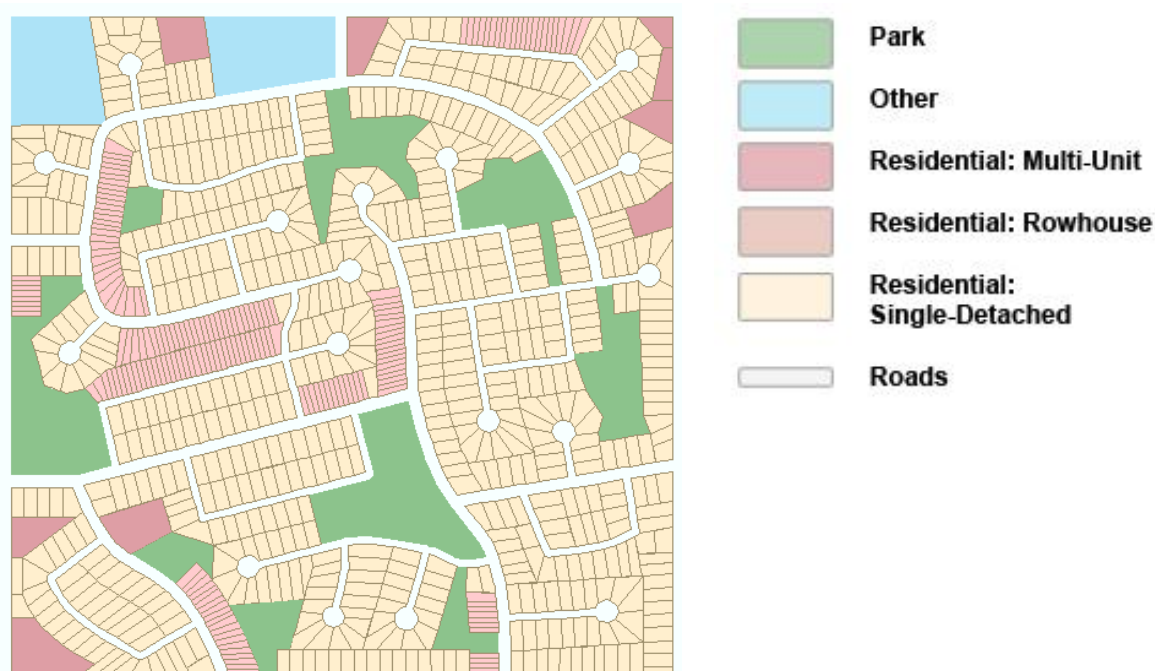 Park
Other
Residential: Multi-Unit
Residential: Rowhouse
Residential:
Single-Detached
Roads